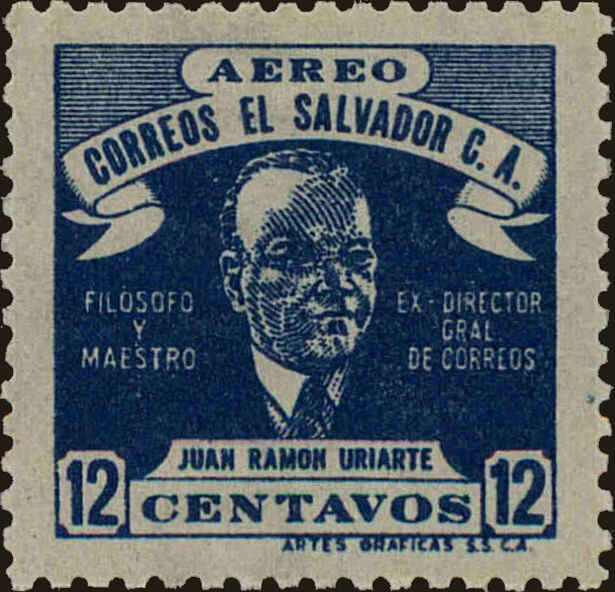 AEREO
CORREOS EL SALVADOR C. A.
FILOSOFO
Y
MAESTRO
EX-DIRECTOR
GRAL
DE CORREOS
JUAN RAMON URIARTE
12 CENTAVOS 12
ARTES GRAFICAS S.S. C.A.